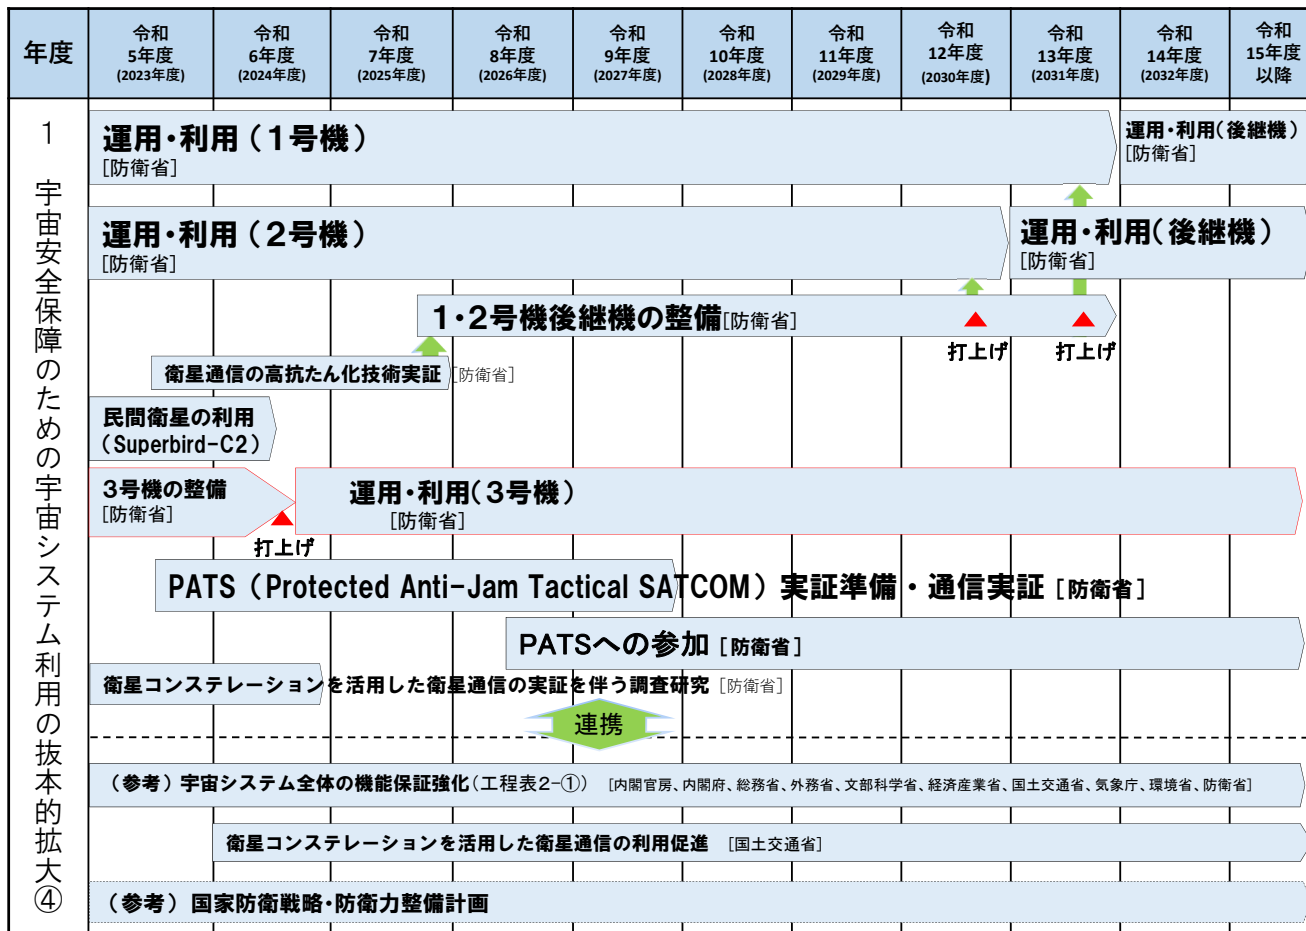 年度
令和
5年度
(2023年度)
令和
6年度
(2024年度)
令和
7年度
(2025年度)
令和
8年度
(2026年度)
令和
9年度
(2027年度)
令和
10年度
(2028年度)
令和
11年度
(2029年度)
令和
12年度
(2030年度)
令和
13年度
(2031年度)
令和
14年度
(2032年度)
令和
15年度
以降
1 宇宙安全保障のための宇宙システム利用の抜本的拡大④
運用・利用(1号機)
[防衛省]
運用・利用(後継機)
[防衛省]
運用・利用(2号機)
[防衛省]
運用・利用(後継機)
[防衛省]
1・2号機後継機の整備[防衛省]
打上げ
打上げ
衛星通信の高抗たん化技術実証 [防衛省]
民間衛星の利用
(Superbird-C2)
3号機の整備
[防衛省]
打上げ
運用・利用(3号機)
[防衛省]
PATS(Protected Anti-Jam Tactical SATCOM)実証準備・通信実証 [防衛省]
PATSへの参加 [防衛省]
衛星コンステレーションを活用した衛星通信の実証を伴う調査研究 [防衛省]
連携
(参考)宇宙システム全体の機能保証強化(工程表2-①) [内閣官房、内閣府、総務省、外務省、文部科学省、経済産業省、国土交通省、気象庁、環境省、防衛省]
衛星コンステレーションを活用した衛星通信の利用促進 [国土交通省]
(参考)国家防衛戦略・防衛力整備計画